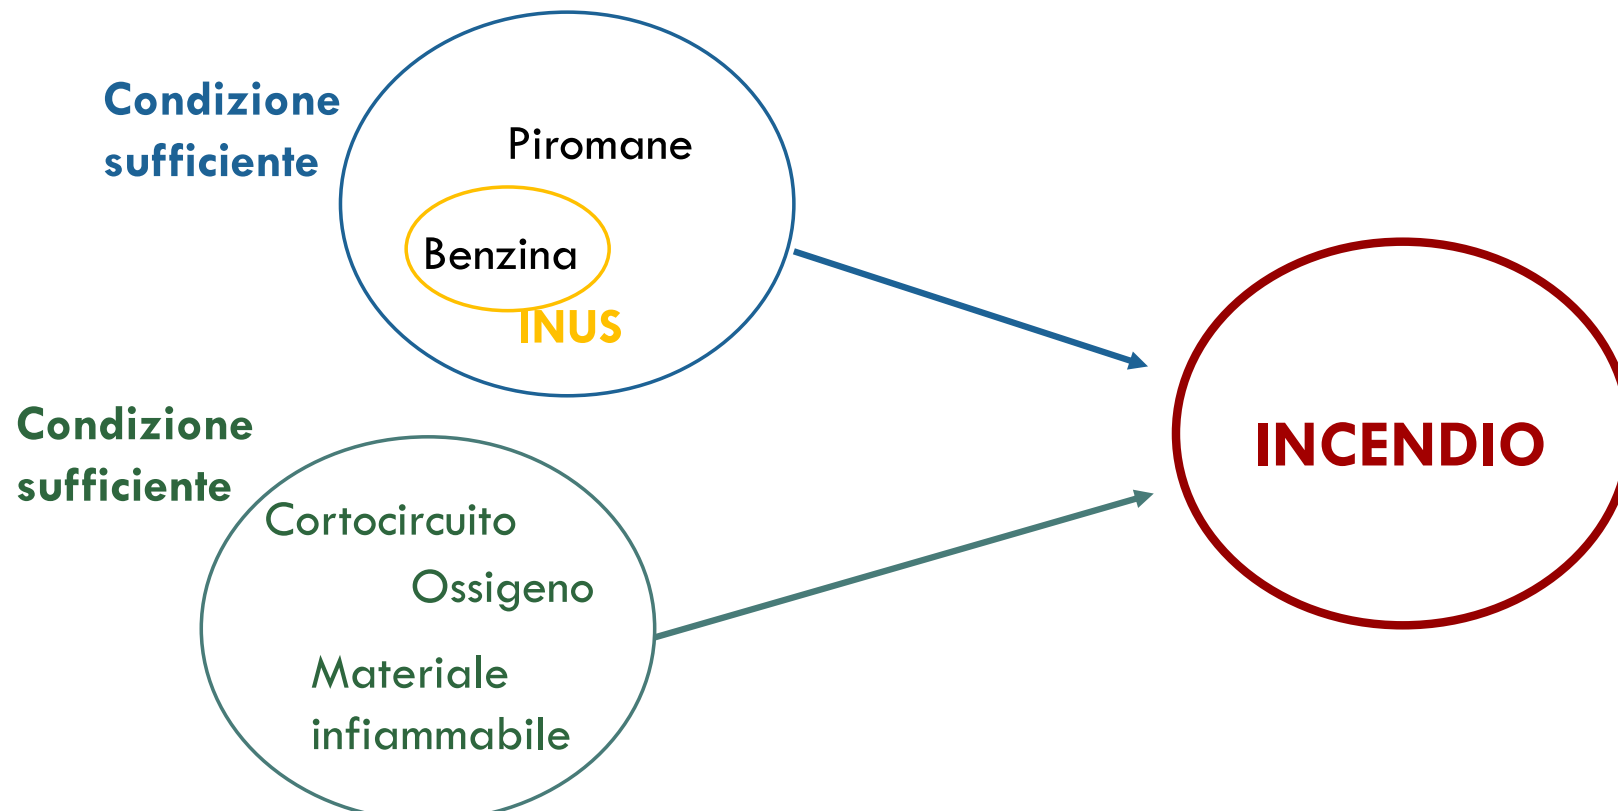 Condizione
sufficiente
Piromane
Benzina
INUS
Condizione
sufficiente
Cortocircuito
Ossigeno
Materiale
infiammabile
INCENDIO